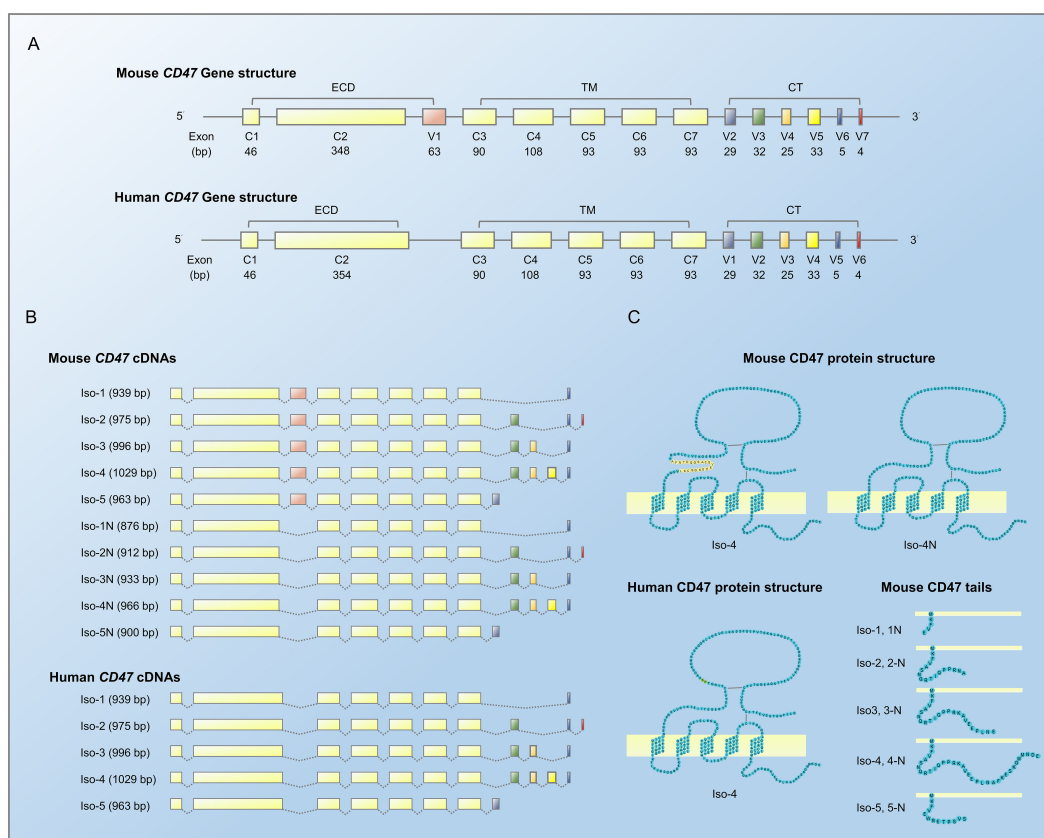 A
Mouse CD47 Gene structure
ECD TM CT
5´ 3´
Exon C1 C2 V1 C3 C4 C5 C6 C7 V2 V3 V4 V5 V6 V7
(bp) 46 348 63 90 108 93 93 93 29 32 25 33 5 4
Human CD47 Gene structure
ECD TM CT
5´ 3´
Exon C1 C2 C3 C4 C5 C6 C7 V1 V2 V3 V4 V5 V6
(bp) 46 354 90 108 93 93 93 29 32 25 33 5 4
B
Mouse CD47 cDNAs
Iso-1 (939 bp)
Iso-2 (975 bp)
Iso-3 (996 bp)
Iso-4 (1029 bp)
Iso-5 (963 bp)
Iso-1N (876 bp)
Iso-2N (912 bp)
Iso-3N (933 bp)
Iso-4N (966 bp)
Iso-5N (900 bp)
Human CD47 cDNAs
Iso-1 (939 bp)
Iso-2 (975 bp)
Iso-3 (996 bp)
Iso-4 (1029 bp)
Iso-5 (963 bp)
C
Mouse CD47 protein structure
Iso-4 Iso-4N
Human CD47 protein structure
Iso-4
Mouse CD47 tails
Iso-1, 1N
Iso-2, 2-N
Iso3, 3-N
Iso-4, 4-N
Iso-5, 5-N